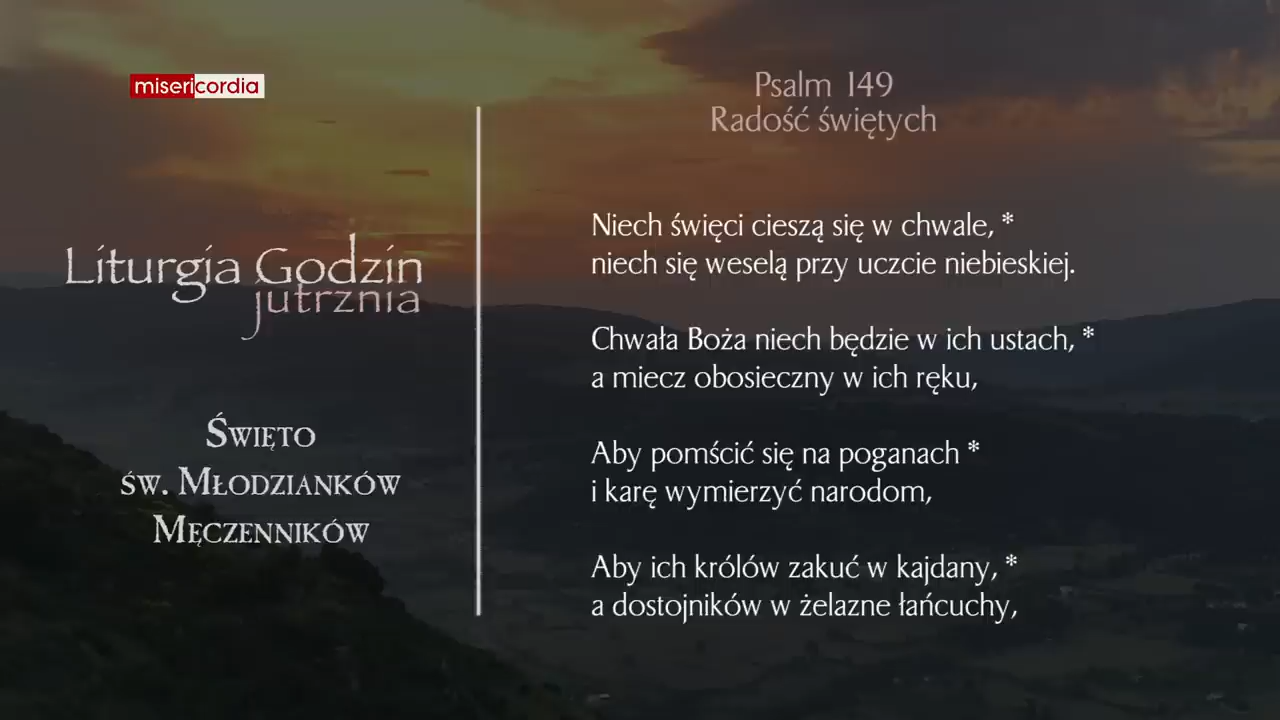 misericordia
Liturgia Godzin
jutrznia
Święto
św. Młodzianków
Męczenników
Psalm 149
Radość świętych
Niech święci cieszą się w chwale, *
niech się weselą przy uczcie niebieskiej.
Chwała Boża niech będzie w ich ustach, *
a miecz obosieczny w ich ręku,
Aby pomścić się na poganach *
i karę wymierzyć narodom,
Aby ich królów zakuć w kajdany, *
a dostojników w żelazne łańcuchy,